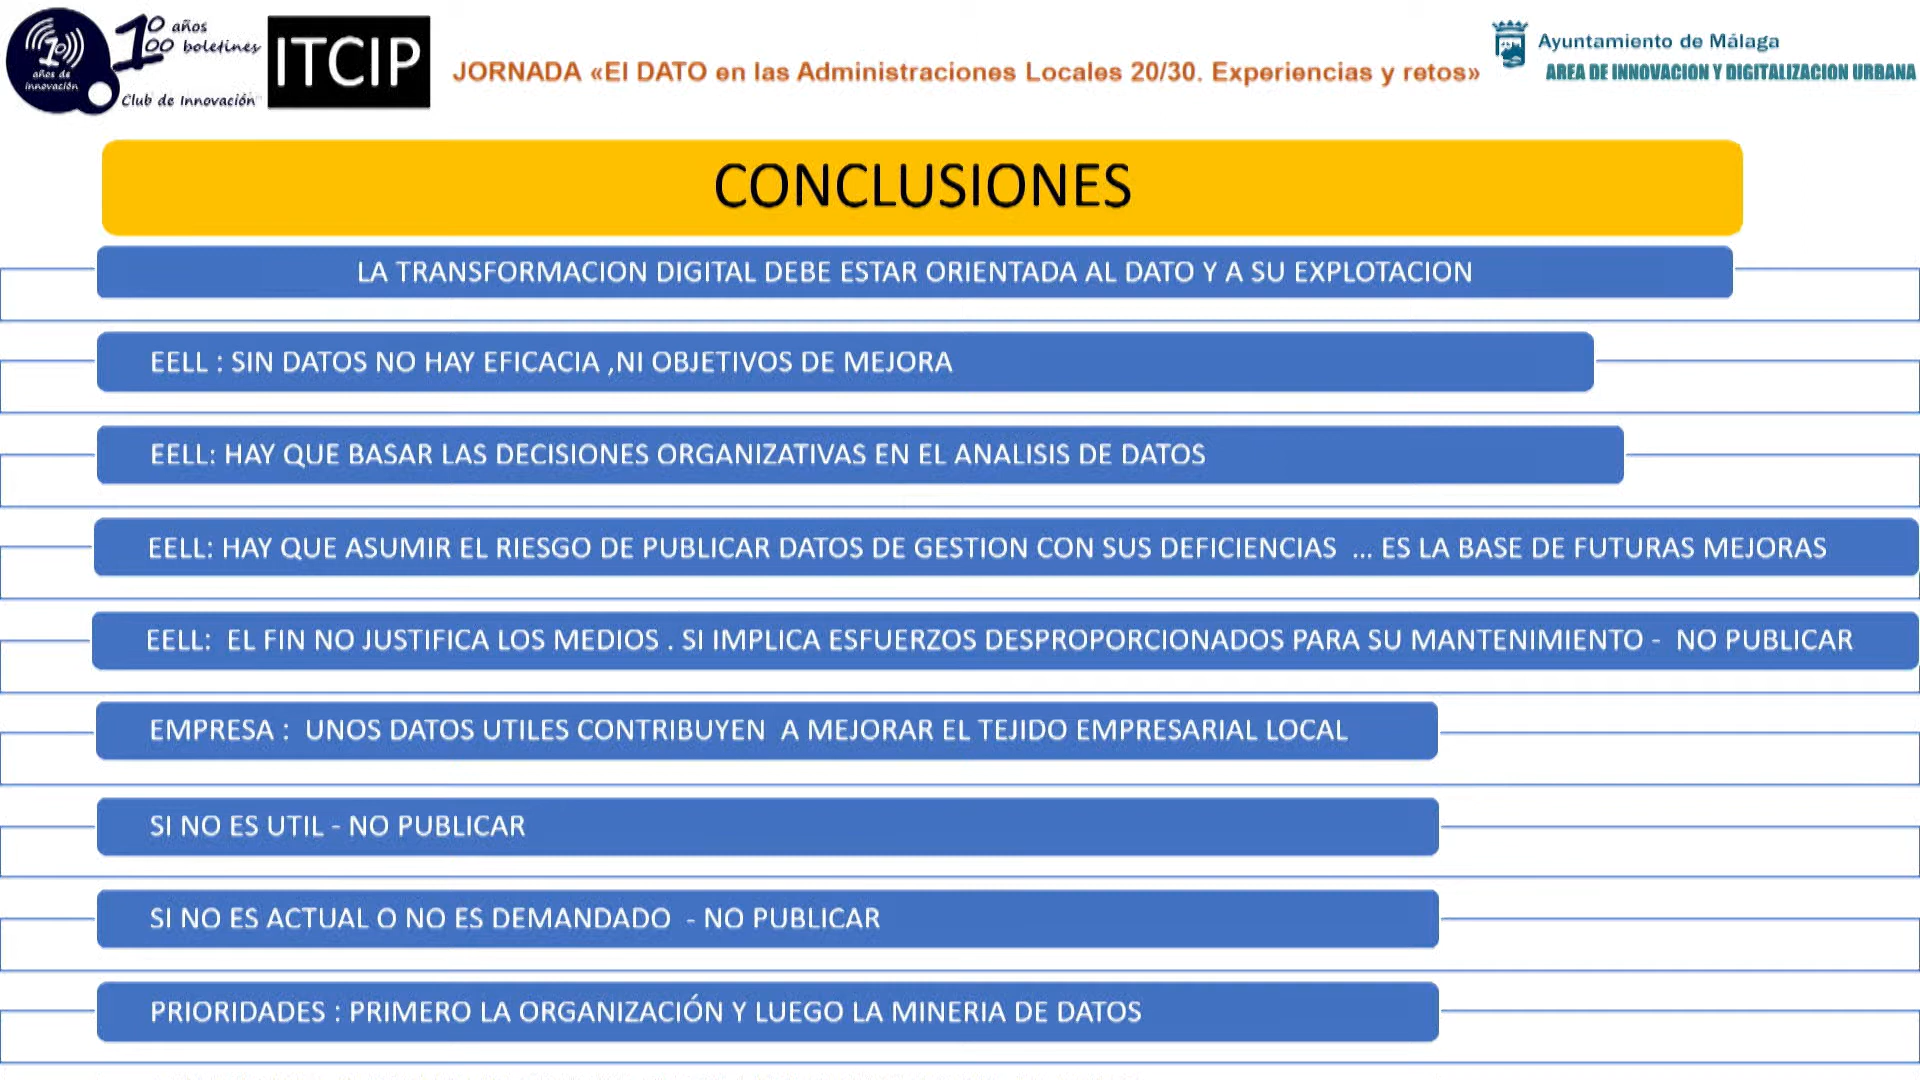 10
años de
innovación
10 años
100 boletines
Club de Innovación
ITCIP
JORNADA «El DATO en las Administraciones Locales 20/30. Experiencias y retos»
Ayuntamiento de Málaga
AREA DE INNOVACION Y DIGITALIZACION URBANA
CONCLUSIONES
LA TRANSFORMACION DIGITAL DEBE ESTAR ORIENTADA AL DATO Y A SU EXPLOTACION
EELL : SIN DATOS NO HAY EFICACIA ,NI OBJETIVOS DE MEJORA
EELL: HAY QUE BASAR LAS DECISIONES ORGANIZATIVAS EN EL ANALISIS DE DATOS
EELL: HAY QUE ASUMIR EL RIESGO DE PUBLICAR DATOS DE GESTION CON SUS DEFICIENCIAS ... ES LA BASE DE FUTURAS MEJORAS
EELL: EL FIN NO JUSTIFICA LOS MEDIOS . SI IMPLICA ESFUERZOS DESPROPORCIONADOS PARA SU MANTENIMIENTO - NO PUBLICAR
EMPRESA : UNOS DATOS UTILES CONTRIBUYEN A MEJORAR EL TEJIDO EMPRESARIAL LOCAL
SI NO ES UTIL - NO PUBLICAR
SI NO ES ACTUAL O NO ES DEMANDADO - NO PUBLICAR
PRIORIDADES : PRIMERO LA ORGANIZACIÓN Y LUEGO LA MINERIA DE DATOS